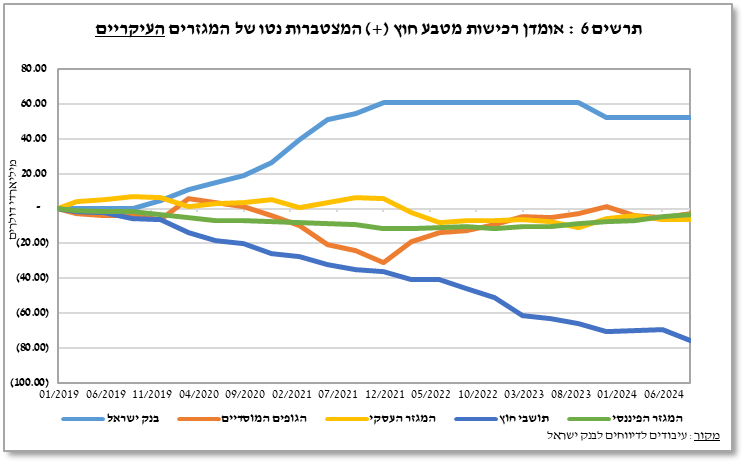 תרשים 6 : אומדן רכישות מטבע חוץ (+) המצטברות נטו של המגזרים העיקריים
מיליארדי דולרים
80.00
60.00
40.00
20.00
-
(20.00)
(40.00)
(60.00)
(80.00)
(100.00)
01/2019 06/2019 11/2019 04/2020 09/2020 02/2021 07/2021 12/2021 05/2022 10/2022 03/2023 08/2023 01/2024 06/2024
בנק ישראל הגופים המוסדיים המגזר העסקי תושבי חוץ המגזר הפיננסי
מקור : עיבודים לדיווחים לבנק ישראל